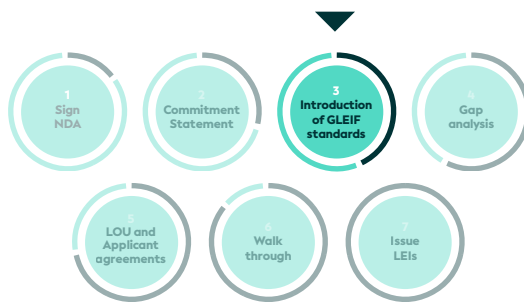 1
Sign
NDA
2
Commitment
Statement
3
Introduction
of GLEIF
standards
4
Gap
analysis
5
LOU and
Applicant
agreements
6
Walk
through
7
Issue
LEIs